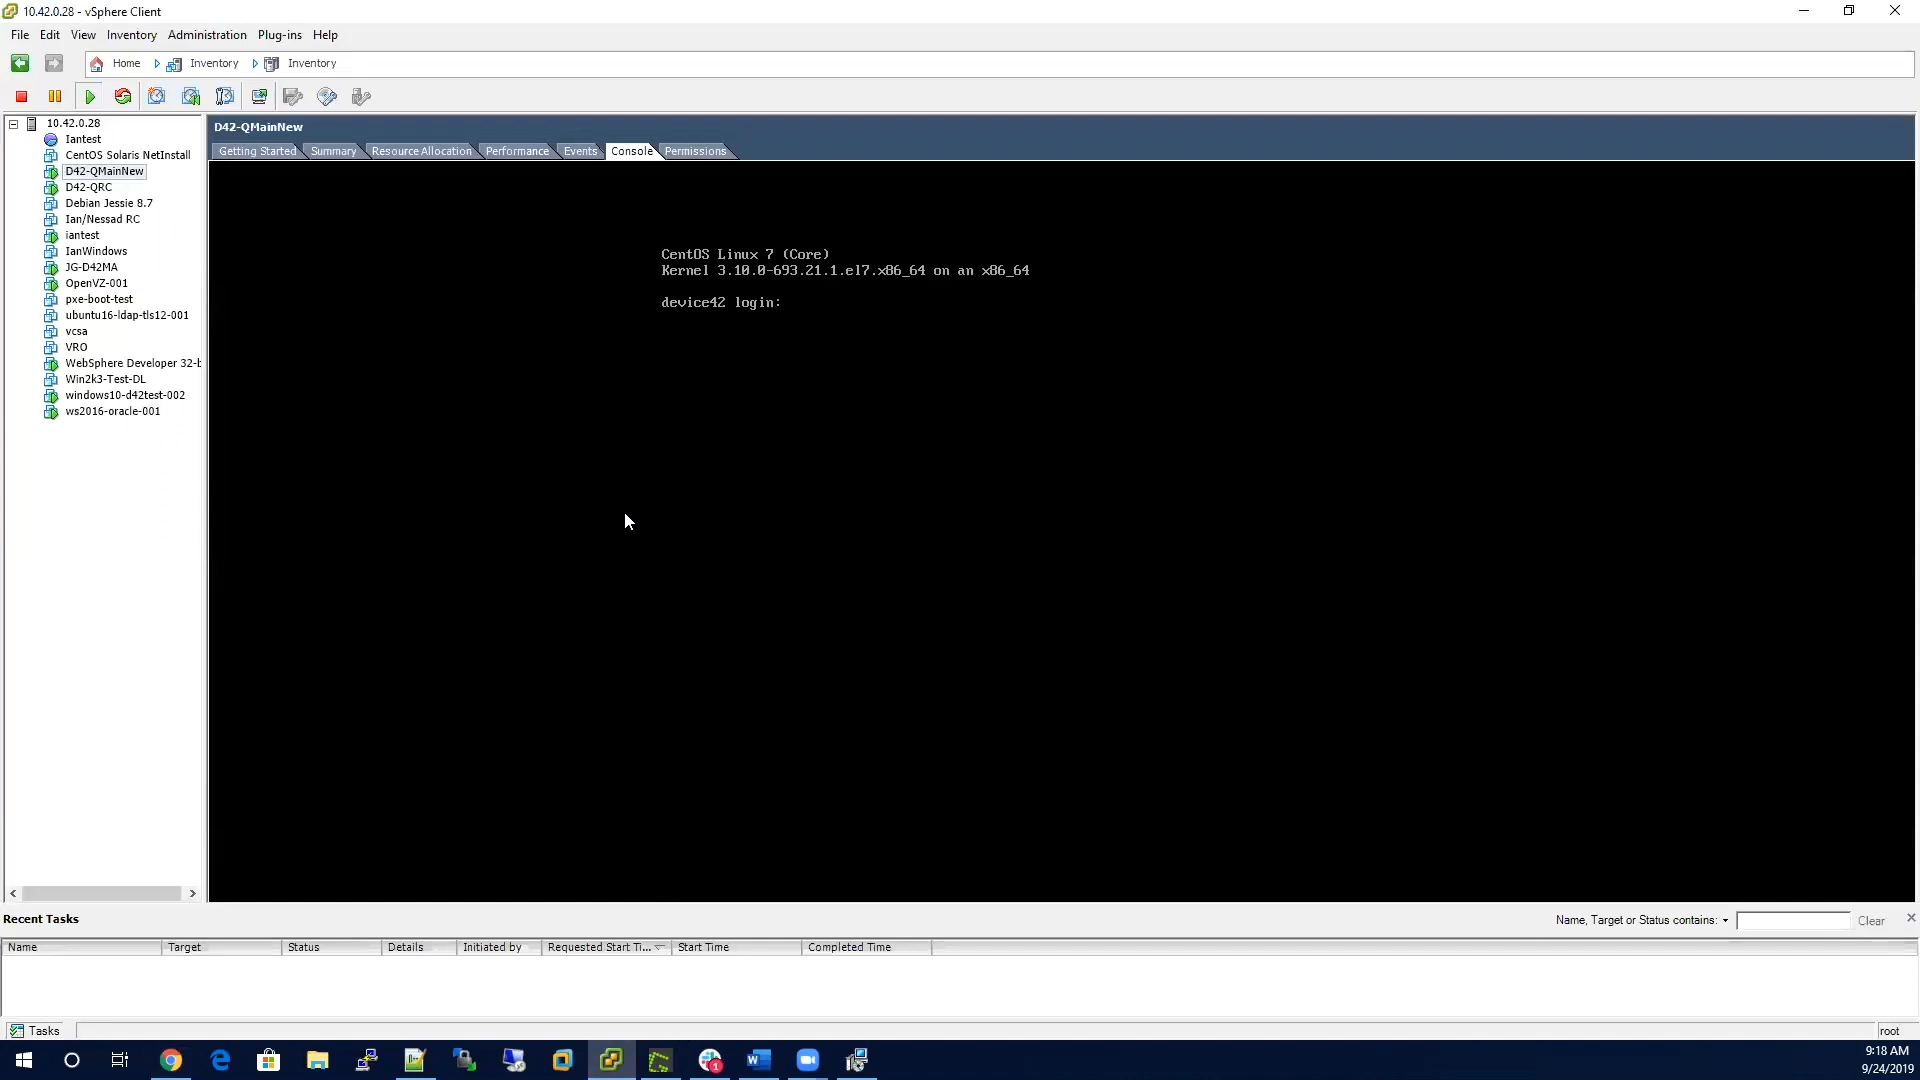 10.42.0.28 - vSphere Client
File Edit View Inventory Administration Plug-ins Help
Home Inventory Inventory
10.42.0.28
Iantest
CentOS Solaris NetInstall
D42-QMainNew
D42-QRC
Debian Jessie 8.7
Ian/Nessad RC
iantest
IanWindows
JG-D42MA
OpenVZ-001
pxe-boot-test
ubuntu16-ldap-tls12-001
vcsa
VRO
WebSphere Developer 32-b
Win2k3-Test-DL
windows10-d42test-002
ws2016-oracle-001
D42-QMainNew
Getting Started Summary Resource Allocation Performance Events Console Permissions
CentOS Linux 7 (Core)
Kernel 3.10.0-693.21.1.el7.x86_64 on an x86_64
device42 login:
Recent Tasks
Name, Target or Status contains: Clear
Name Target Status Details Initiated by Requested Start Ti... Start Time Completed Time
Tasks
root
1
9:18 AM
9/24/2019